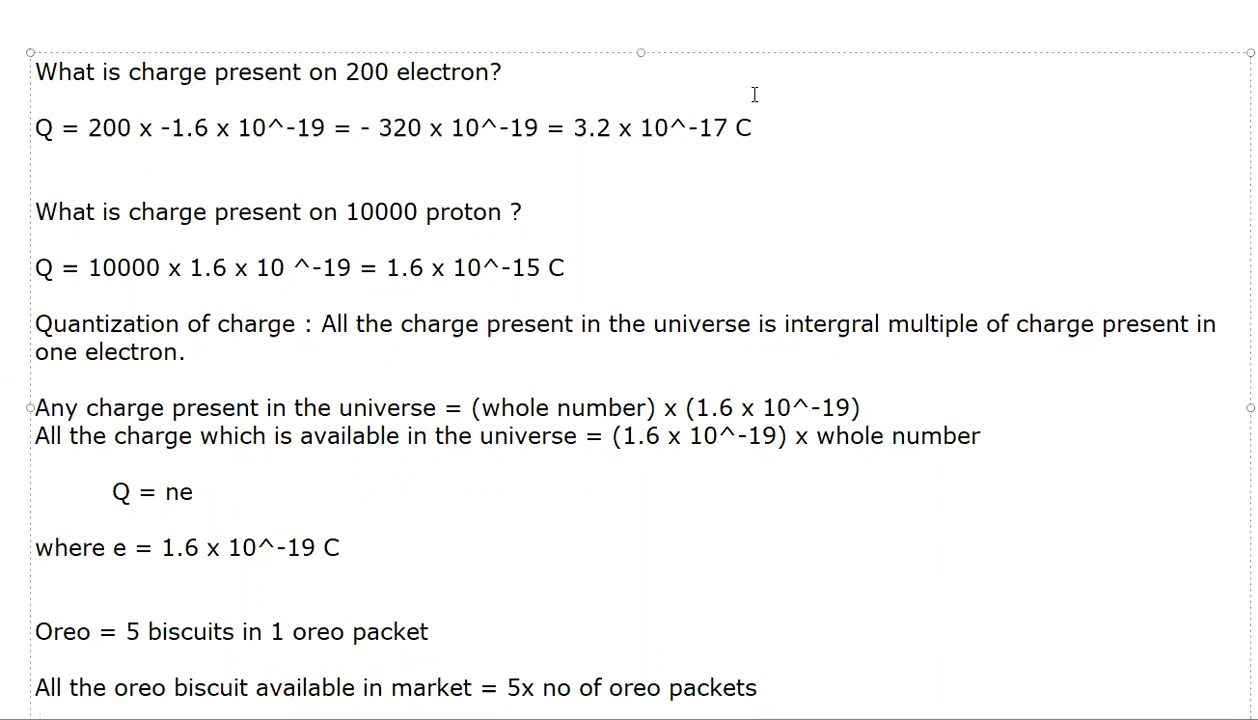 What is charge present on 200 electron?
Q = 200 x -1.6 x 10^-19 = - 320 x 10^-19 = 3.2 x 10^-17 C
What is charge present on 10000 proton ?
Q = 10000 x 1.6 x 10 ^-19 = 1.6 x 10^-15 C
Quantization of charge : All the charge present in the universe is intergral multiple of charge present in
one electron.
Any charge present in the universe = (whole number) x (1.6 x 10^-19)
All the charge which is available in the universe = (1.6 x 10^-19) x whole number
Q = ne
where e = 1.6 x 10^-19 C
Oreo = 5 biscuits in 1 oreo packet
All the oreo biscuit available in market = 5x no of oreo packets